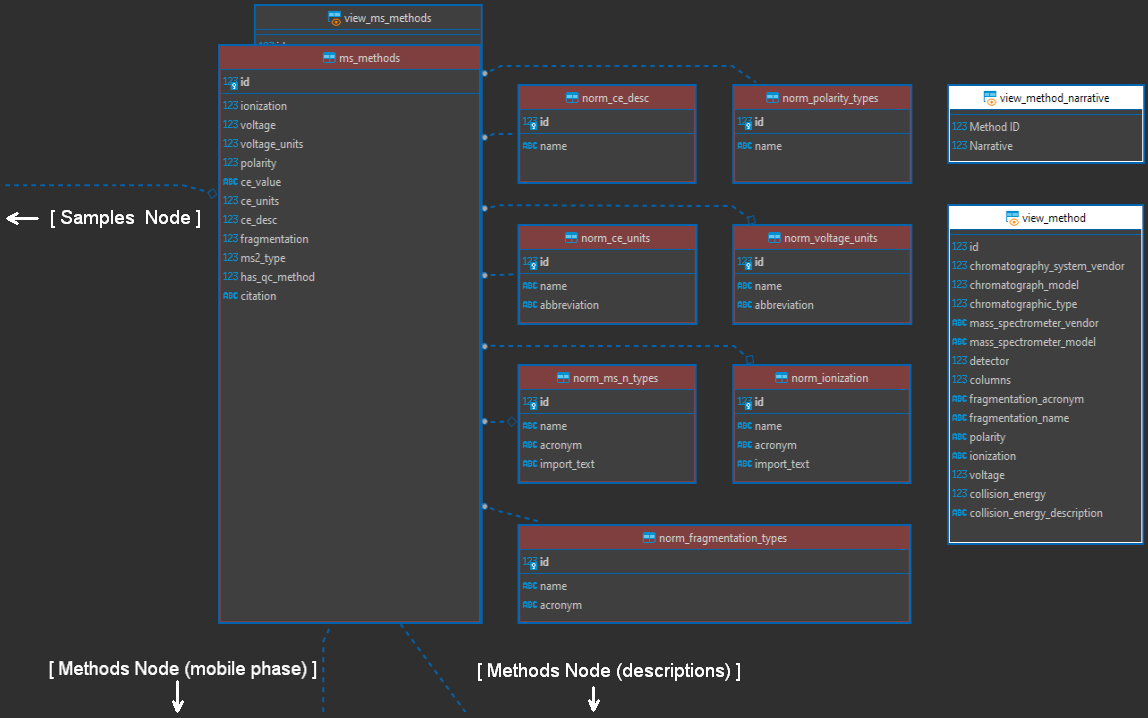 view_ms_methods
ms_methods
123 id
123 ionization
123 voltage
123 voltage_units
123 polarity
ABC ce_value
123 ce_units
123 ce_desc
123 fragmentation
123 ms2_type
123 has_qc_method
ABC citation
[ Samples Node ]
norm_ce_desc
123 id
ABC name
norm_polarity_types
123 id
ABC name
norm_ce_units
123 id
ABC name
ABC abbreviation
norm_voltage_units
123 id
ABC name
ABC abbreviation
norm_ms_n_types
123 id
ABC name
ABC acronym
ABC import_text
norm_ionization
123 id
ABC name
ABC acronym
ABC import_text
norm_fragmentation_types
123 id
ABC name
ABC acronym
view_method_narrative
123 Method ID
123 Narrative
view_method
123 id
123 chromatography_system_vendor
123 chromatograph_model
123 chromatographic_type
ABC mass_spectrometer_vendor
ABC mass_spectrometer_model
123 detector
123 columns
ABC fragmentation_acronym
ABC fragmentation_name
ABC polarity
ABC ionization
123 voltage
123 collision_energy
ABC collision_energy_description
[ Methods Node (mobile phase) ]
[ Methods Node (descriptions) ]